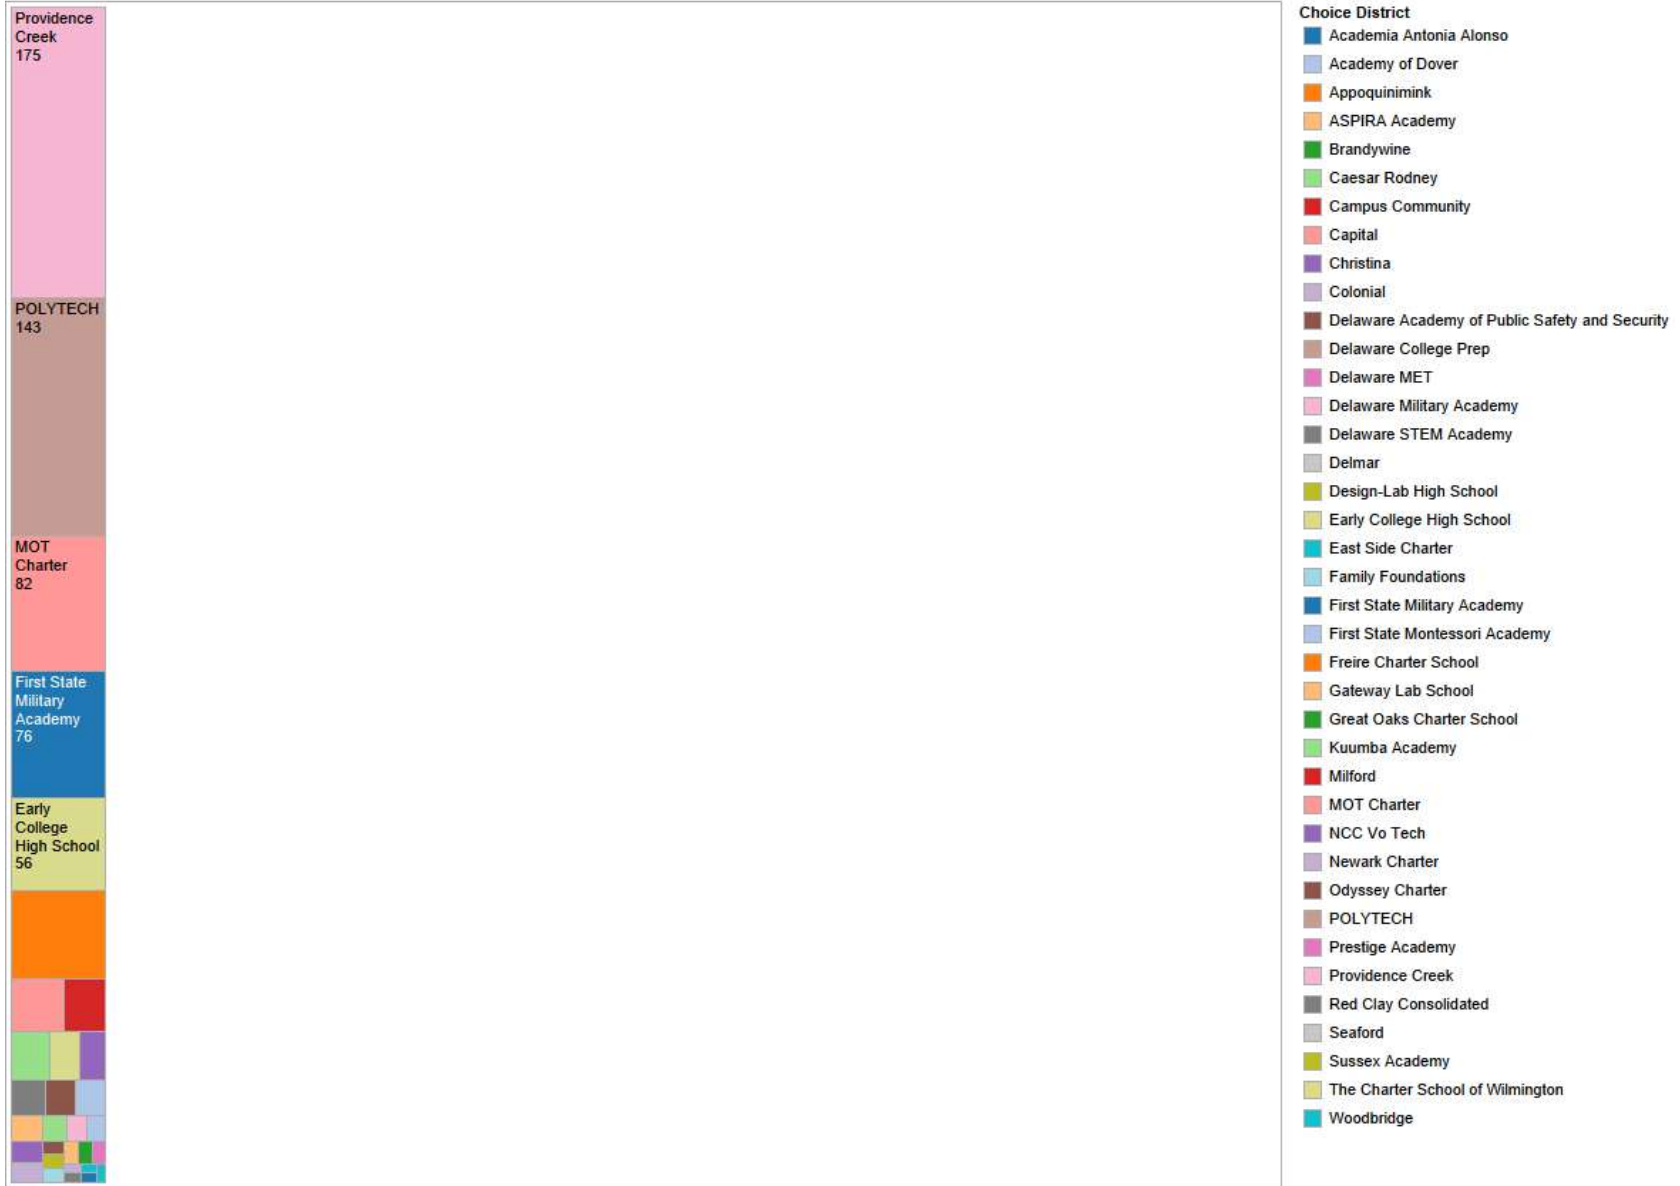 Providence
Creek
175
POLYTECH
143
MOT
Charter
82
First State
Military
Academy
76
Early
College
High School
56
Choice District
Academia Antonia Alonso
Academy of Dover
Appoquinimink
ASPIRA Academy
Brandywine
Caesar Rodney
Campus Community
Capital
Christina
Colonial
Delaware Academy of Public Safety and Security
Delaware College Prep
Delaware MET
Delaware Military Academy
Delaware STEM Academy
Delmar
Design-Lab High School
Early College High School
East Side Charter
Family Foundations
First State Military Academy
First State Montessori Academy
Freire Charter School
Gateway Lab School
Great Oaks Charter School
Kuumba Academy
Milford
MOT Charter
NCC Vo Tech
Newark Charter
Odyssey Charter
POLYTECH
Prestige Academy
Providence Creek
Red Clay Consolidated
Seaford
Sussex Academy
The Charter School of Wilmington
Woodbridge